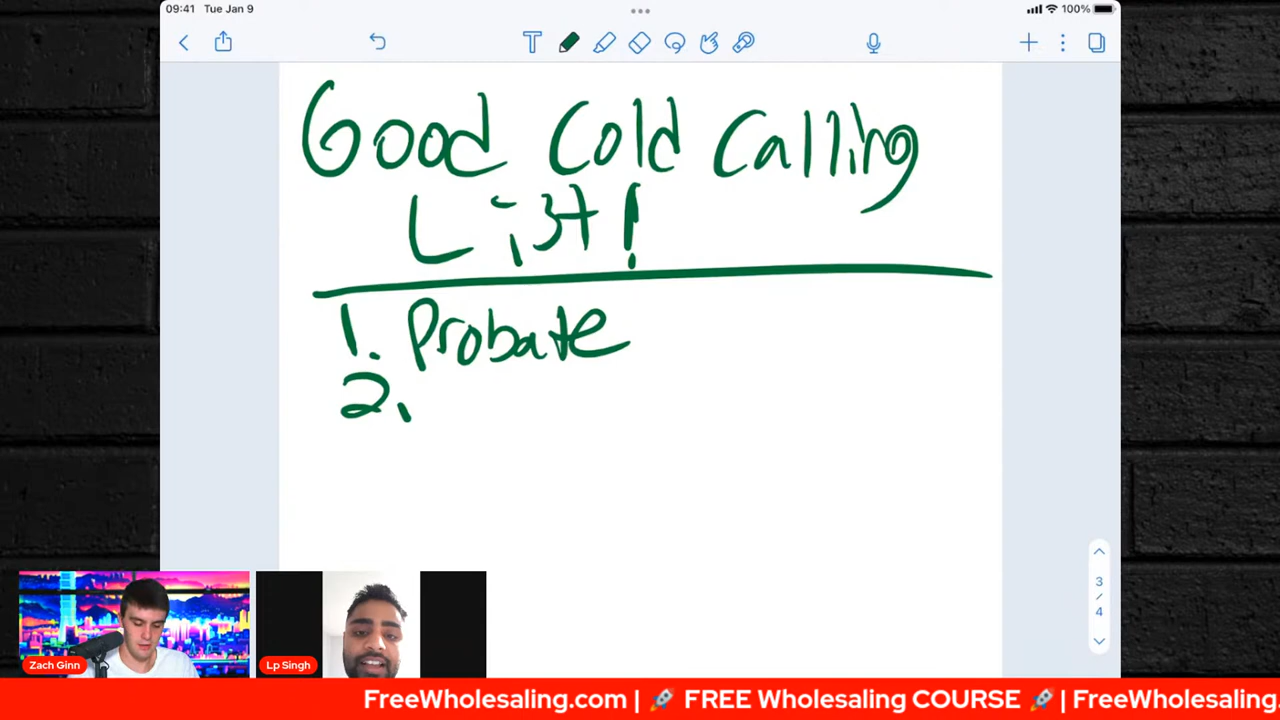 09:41 Tue Jan 9
100%
T
Good Cold Calling
List!
1. Probate
2.
3
/
4
Zach Ginn
Lp Singh
FreeWholesaling.com | 🚀 FREE Wholesaling COURSE 🚀 | FreeWholesaling.